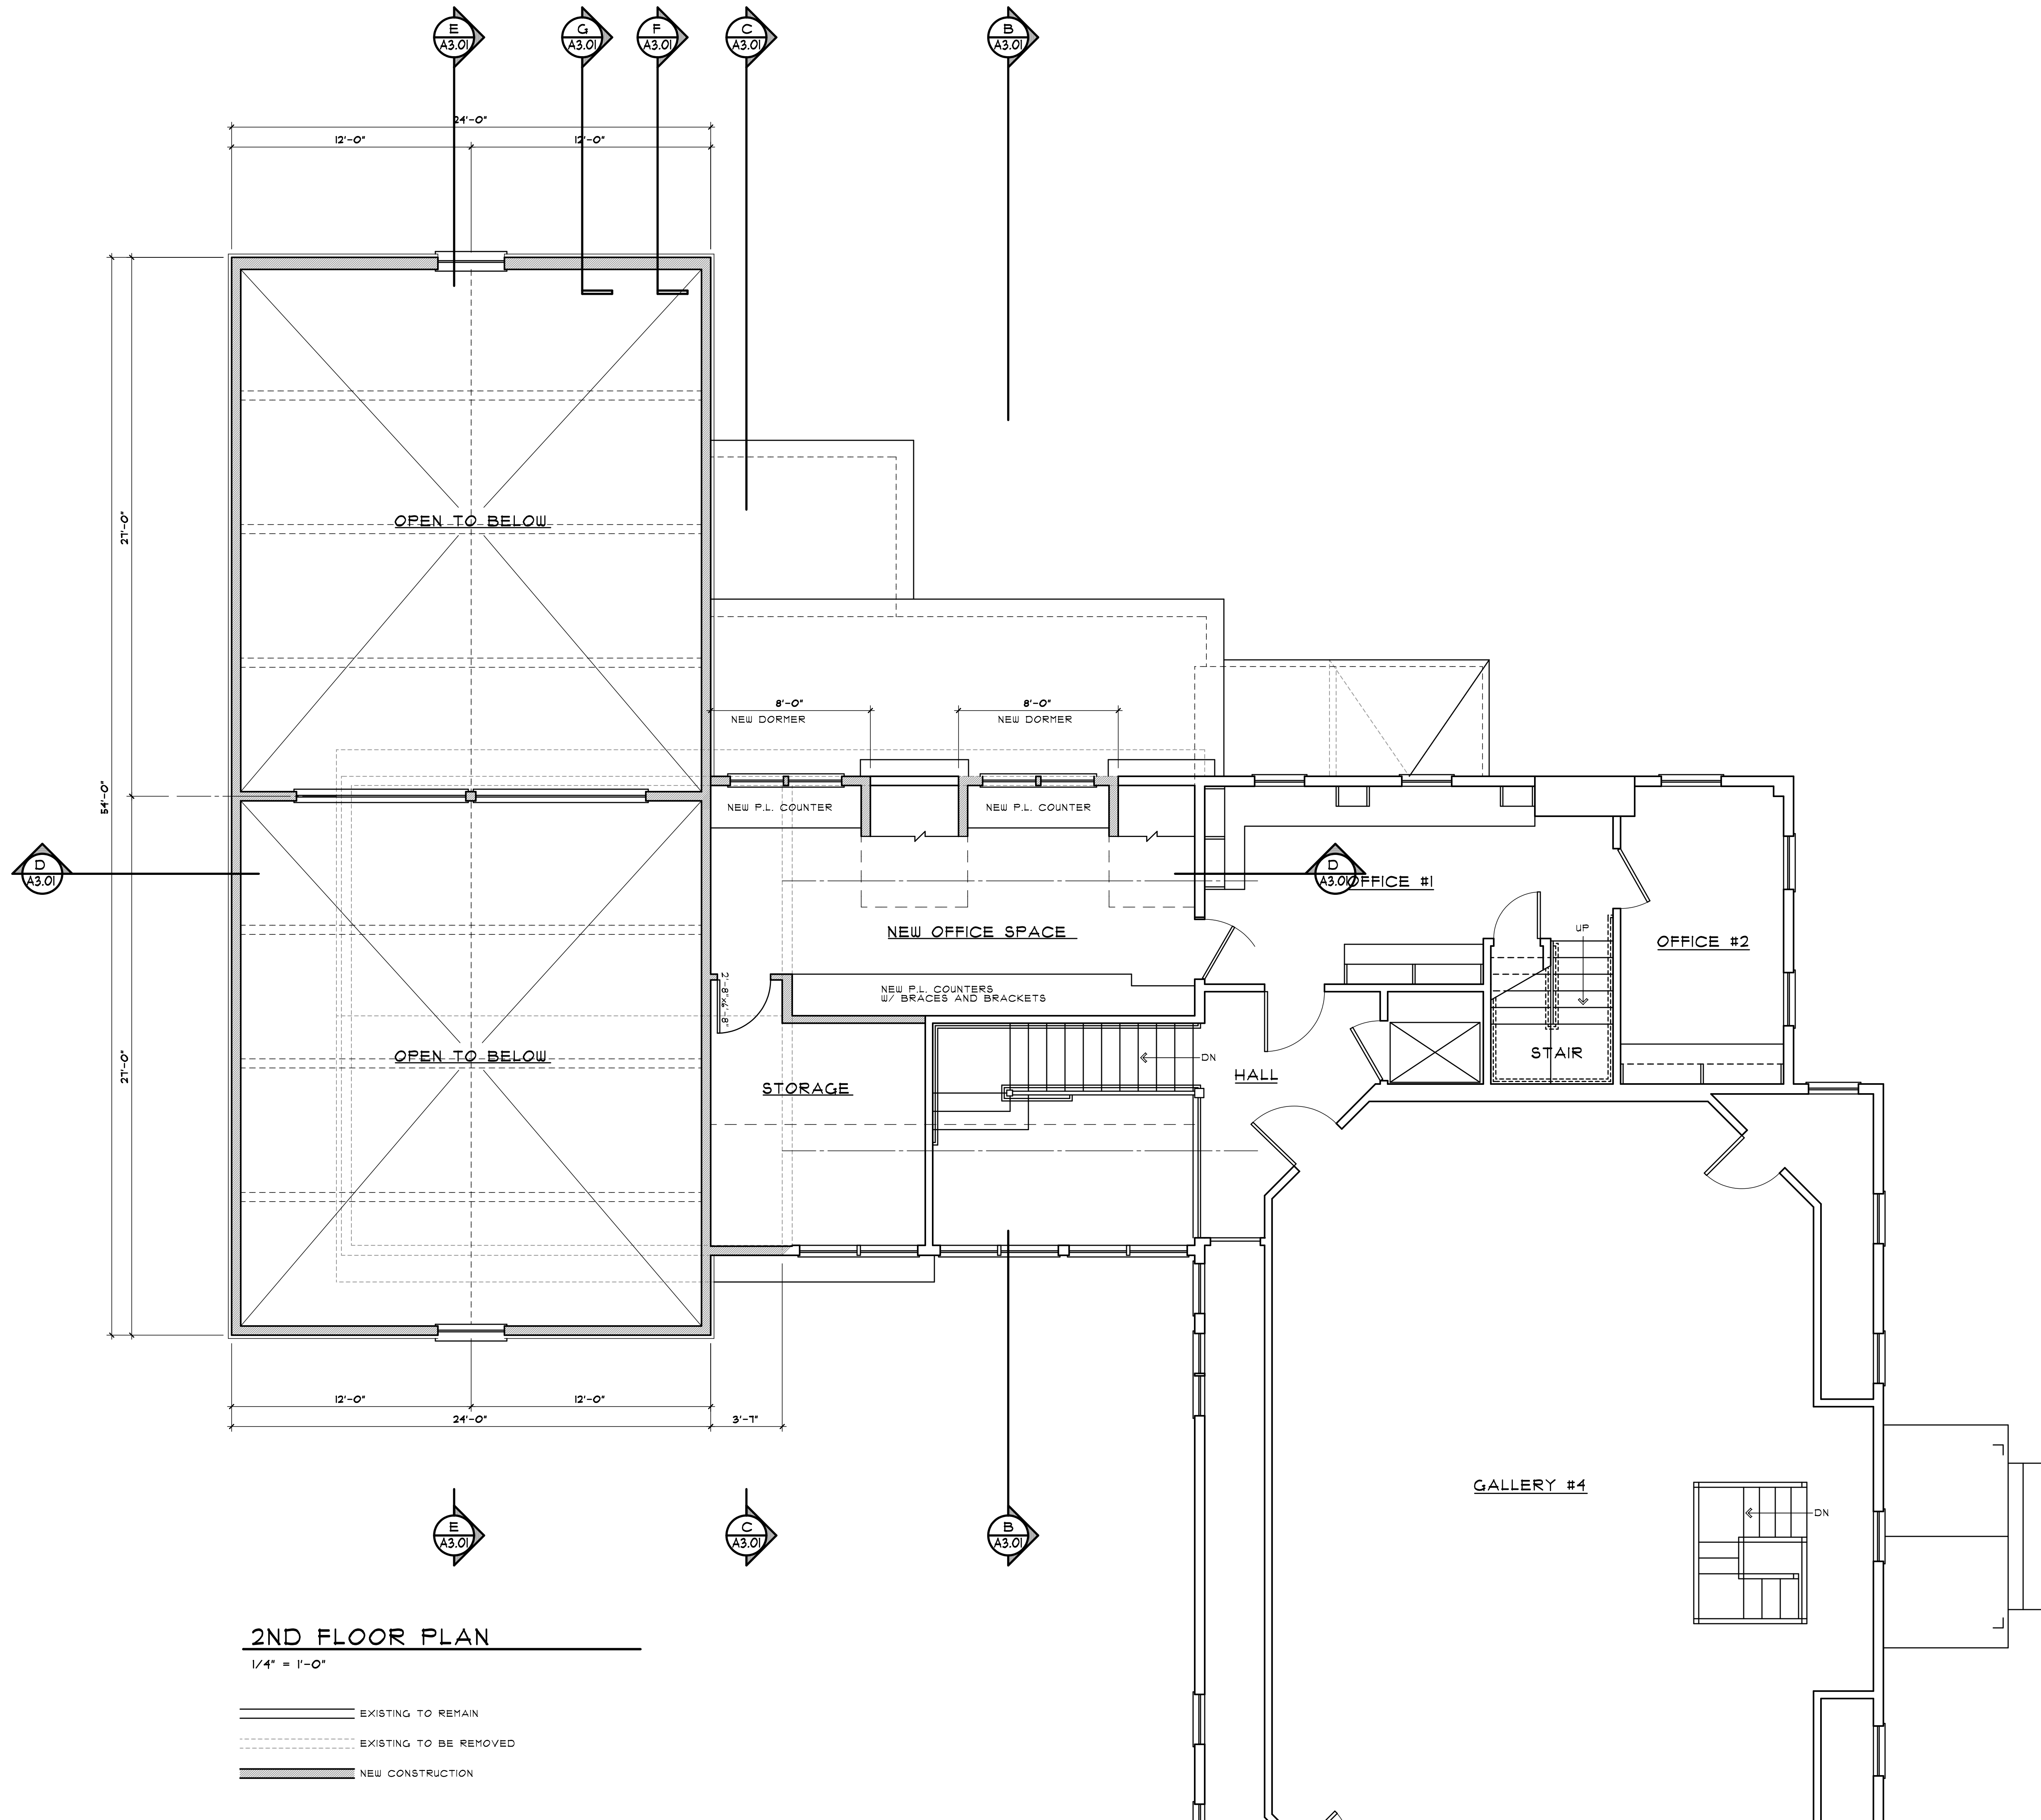 E
A3.01
G
A3.01
F
A3.01
C
A3.01
B
A3.01
24'-0"
12'-0"
12'-0"
27'-0"
54'-0"
27'-0"
OPEN TO BELOW
8'-0"
NEW DORMER
8'-0"
NEW DORMER
NEW P.L. COUNTER
NEW P.L. COUNTER
D
A3.01
D
A3.01
OFFICE #1
NEW OFFICE SPACE
OFFICE #2
UP
2'-8"x6'-8"
NEW P.L. COUNTERS
W/ BRACES AND BRACKETS
OPEN TO BELOW
STORAGE
DN
HALL
STAIR
12'-0"
12'-0"
24'-0"
3'-7"
GALLERY #4
DN
E
A3.01
C
A3.01
B
A3.01
2ND FLOOR PLAN
1/4" = 1'-0"
EXISTING TO REMAIN
EXISTING TO BE REMOVED
NEW CONSTRUCTION